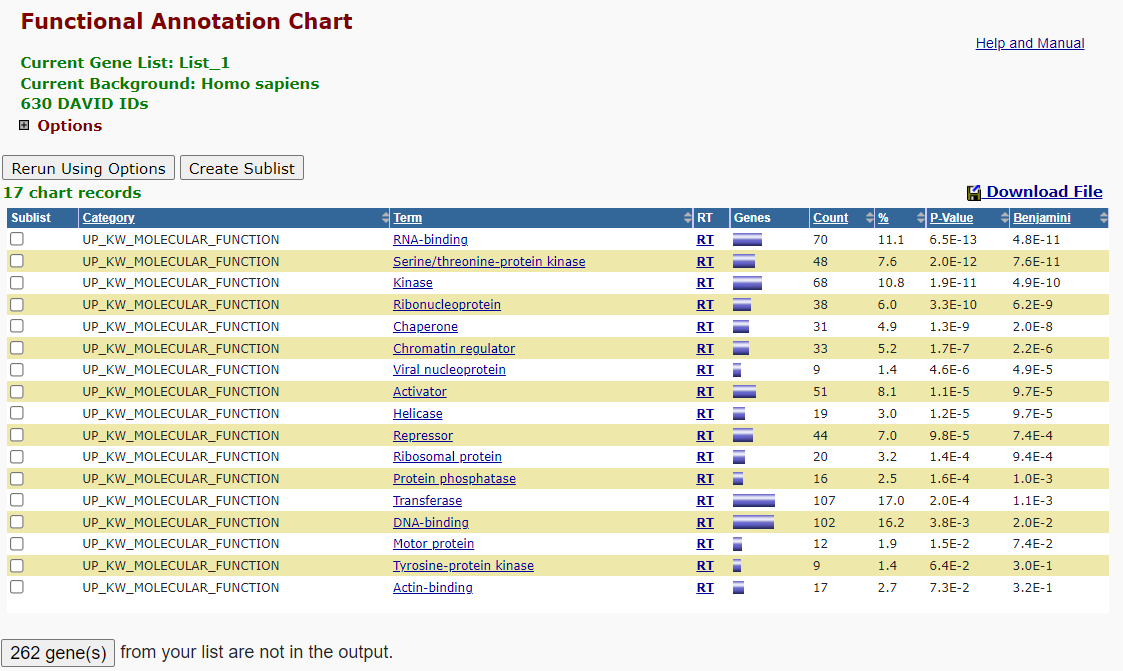 Functional Annotation Chart
Help and Manual
Current Gene List: List_1
Current Background: Homo sapiens
630 DAVID IDs
Options
Rerun Using Options Create Sublist
17 chart records Download File
Sublist Category Term RT Genes Count % P-Value Benjamini
UP_KW_MOLECULAR_FUNCTION RNA-binding RT 70 11.1 6.5E-13 4.8E-11
UP_KW_MOLECULAR_FUNCTION Serine/threonine-protein kinase RT 48 7.6 2.0E-12 7.6E-11
UP_KW_MOLECULAR_FUNCTION Kinase RT 68 10.8 1.9E-11 4.9E-10
UP_KW_MOLECULAR_FUNCTION Ribonucleoprotein RT 38 6.0 3.3E-10 6.2E-9
UP_KW_MOLECULAR_FUNCTION Chaperone RT 31 4.9 1.3E-9 2.0E-8
UP_KW_MOLECULAR_FUNCTION Chromatin regulator RT 33 5.2 1.7E-7 2.2E-6
UP_KW_MOLECULAR_FUNCTION Viral nucleoprotein RT 9 1.4 4.6E-6 4.9E-5
UP_KW_MOLECULAR_FUNCTION Activator RT 51 8.1 1.1E-5 9.7E-5
UP_KW_MOLECULAR_FUNCTION Helicase RT 19 3.0 1.2E-5 9.7E-5
UP_KW_MOLECULAR_FUNCTION Repressor RT 44 7.0 9.8E-5 7.4E-4
UP_KW_MOLECULAR_FUNCTION Ribosomal protein RT 20 3.2 1.4E-4 9.4E-4
UP_KW_MOLECULAR_FUNCTION Protein phosphatase RT 16 2.5 1.6E-4 1.0E-3
UP_KW_MOLECULAR_FUNCTION Transferase RT 107 17.0 2.0E-4 1.1E-3
UP_KW_MOLECULAR_FUNCTION DNA-binding RT 102 16.2 3.8E-3 2.0E-2
UP_KW_MOLECULAR_FUNCTION Motor protein RT 12 1.9 1.5E-2 7.4E-2
UP_KW_MOLECULAR_FUNCTION Tyrosine-protein kinase RT 9 1.4 6.4E-2 3.0E-1
UP_KW_MOLECULAR_FUNCTION Actin-binding RT 17 2.7 7.3E-2 3.2E-1
262 gene(s) from your list are not in the output.